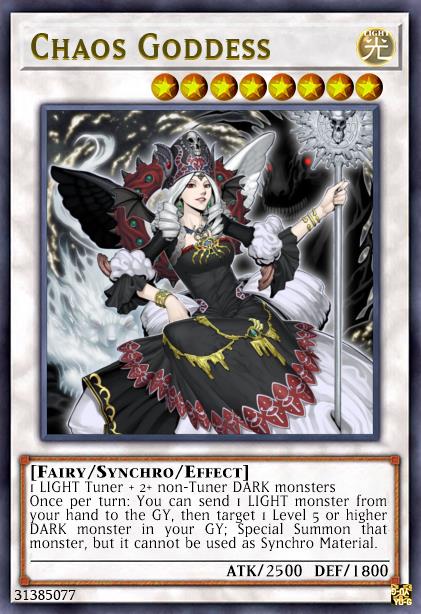 Chaos Goddess
LIGHT
光
[Fairy/Synchro/Effect]
1 LIGHT Tuner + 2+ non-Tuner DARK monsters
Once per turn: You can send 1 LIGHT monster from
your hand to the GY, then target 1 Level 5 or higher
DARK monster in your GY; Special Summon that
monster, but it cannot be used as Synchro Material.
ATK/2500 DEF/1800
31385077